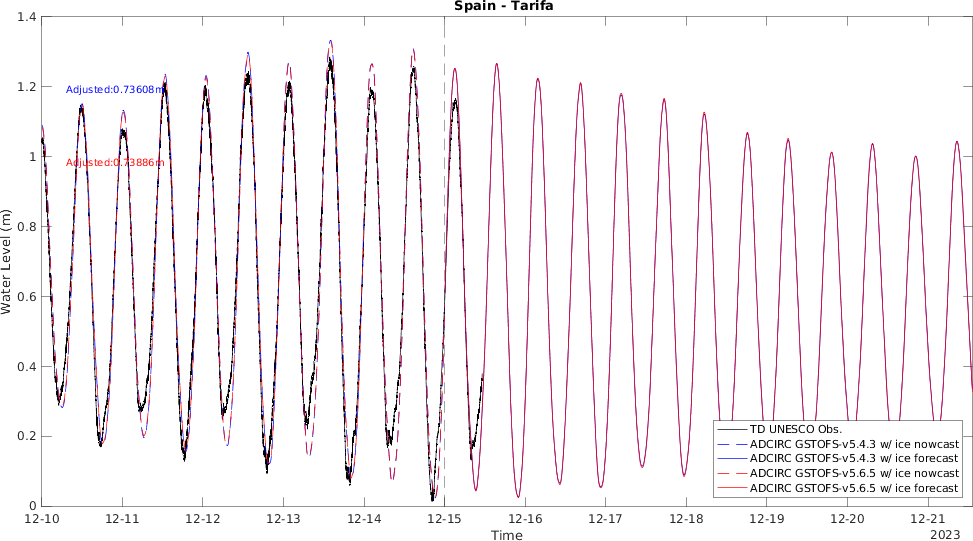 Spain - Tarifa
1.4
1.2
1
0.8
0.6
0.4
0.2
0
Water Level (m)
Adjusted:0.73608m
Adjusted:0.73886m
TD UNESCO Obs.
ADCIRC GSTOFS-v5.4.3 w/ ice nowcast
ADCIRC GSTOFS-v5.4.3 w/ ice forecast
ADCIRC GSTOFS-v5.6.5 w/ ice nowcast
ADCIRC GSTOFS-v5.6.5 w/ ice forecast
12-10 12-11 12-12 12-13 12-14 12-15 12-16 12-17 12-18 12-19 12-20 12-21
Time
2023